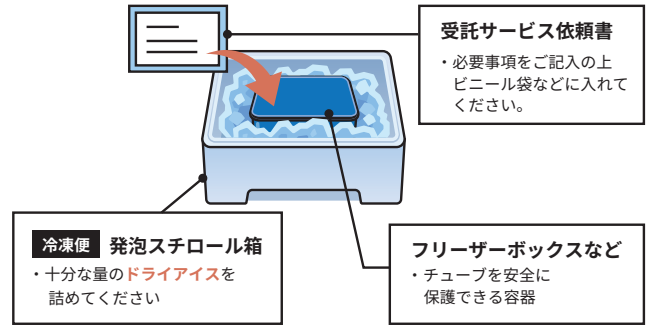 受託サービス依頼書
・必要事項をご記入の上
ビニール袋などに入れて
ください。
冷凍便 発泡スチロール箱
・十分な量のドライアイスを
詰めてください
フリーザーボックスなど
・チューブを安全に
保護できる容器